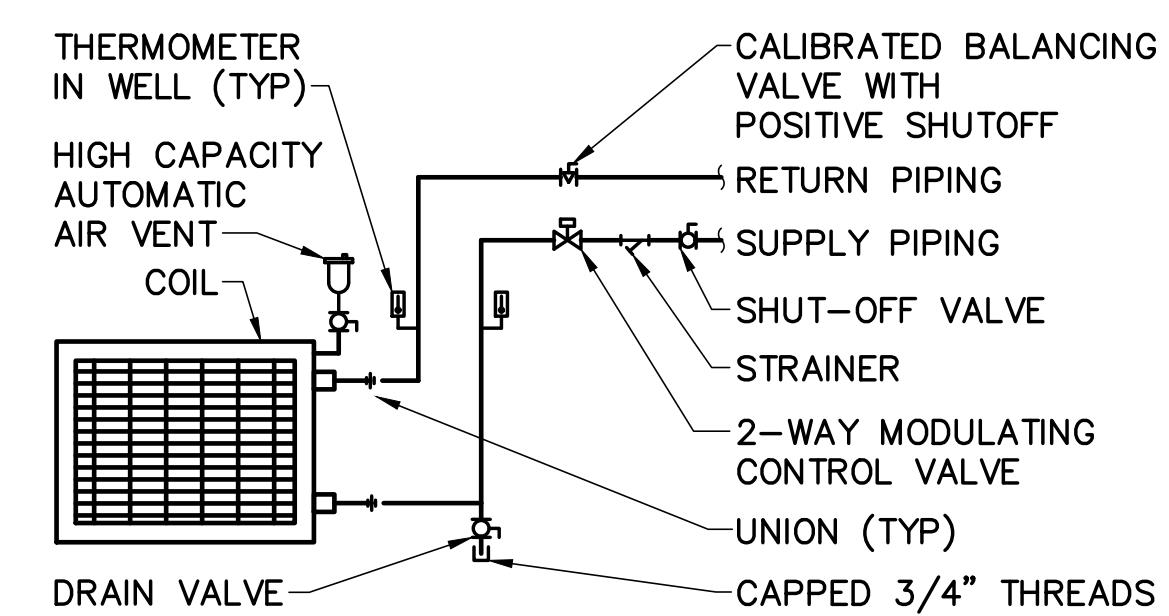 THERMOMETER
IN WELL (TYP)
HIGH CAPACITY
AUTOMATIC
AIR VENT
COIL
DRAIN VALVE
CALIBRATED BALANCING
VALVE WITH
POSITIVE SHUTOFF
RETURN PIPING
SUPPLY PIPING
SHUT-OFF VALVE
STRAINER
2-WAY MODULATING
CONTROL VALVE
UNION (TYP)
CAPPED 3/4" THREADS